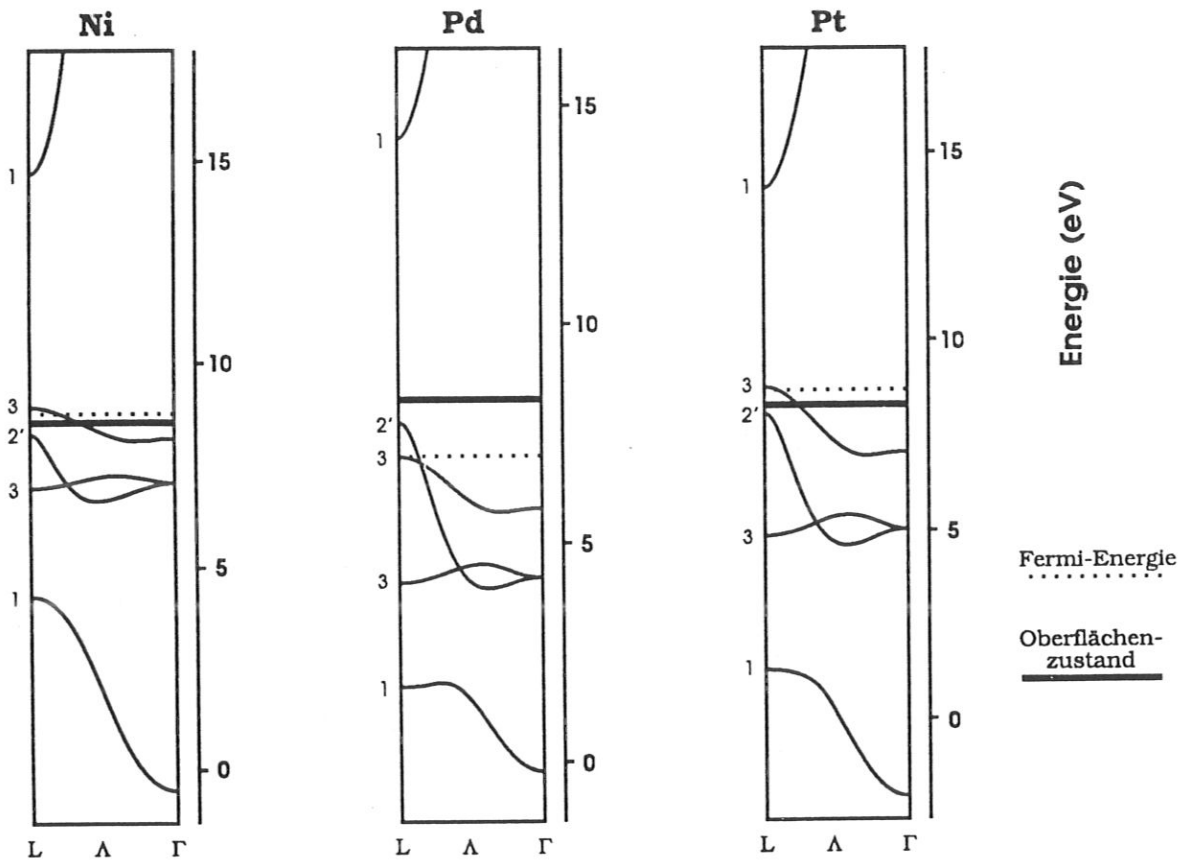 Ni
1
3
2′
3
1
15
10
5
0
L Λ Γ
Pd
1
2′
3
3
1
15
10
5
0
L Λ Γ
Pt
1
3
2′
3
1
15
10
5
0
L Λ Γ
Energie (eV)
Fermi-Energie
Oberflächen-
zustand